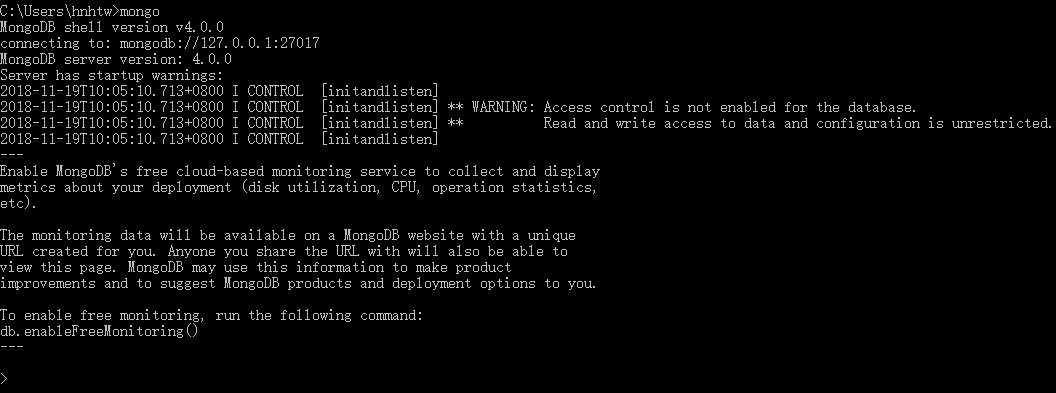 C:\Users\hnhtw>mongo
MongoDB shell version v4.0.0
connecting to: mongodb://127.0.0.1:27017
MongoDB server version: 4.0.0
Server has startup warnings:
2018-11-19T10:05:10.713+0800 I CONTROL  [initandlisten]
2018-11-19T10:05:10.713+0800 I CONTROL  [initandlisten] ** WARNING: Access control is not enabled for the database.
2018-11-19T10:05:10.713+0800 I CONTROL  [initandlisten] **          Read and write access to data and configuration is unrestricted.
2018-11-19T10:05:10.713+0800 I CONTROL  [initandlisten]
---
Enable MongoDB's free cloud-based monitoring service to collect and display
metrics about your deployment (disk utilization, CPU, operation statistics,
etc).
The monitoring data will be available on a MongoDB website with a unique
URL created for you. Anyone you share the URL with will also be able to
view this page. MongoDB may use this information to make product
improvements and to suggest MongoDB products and deployment options to you.
To enable free monitoring, run the following command:
db.enableFreeMonitoring()
---
>